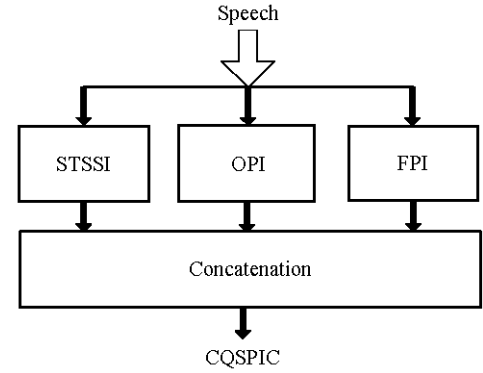 Speech
STSSI
OPI
FPI
Concatenation
CQSPIC